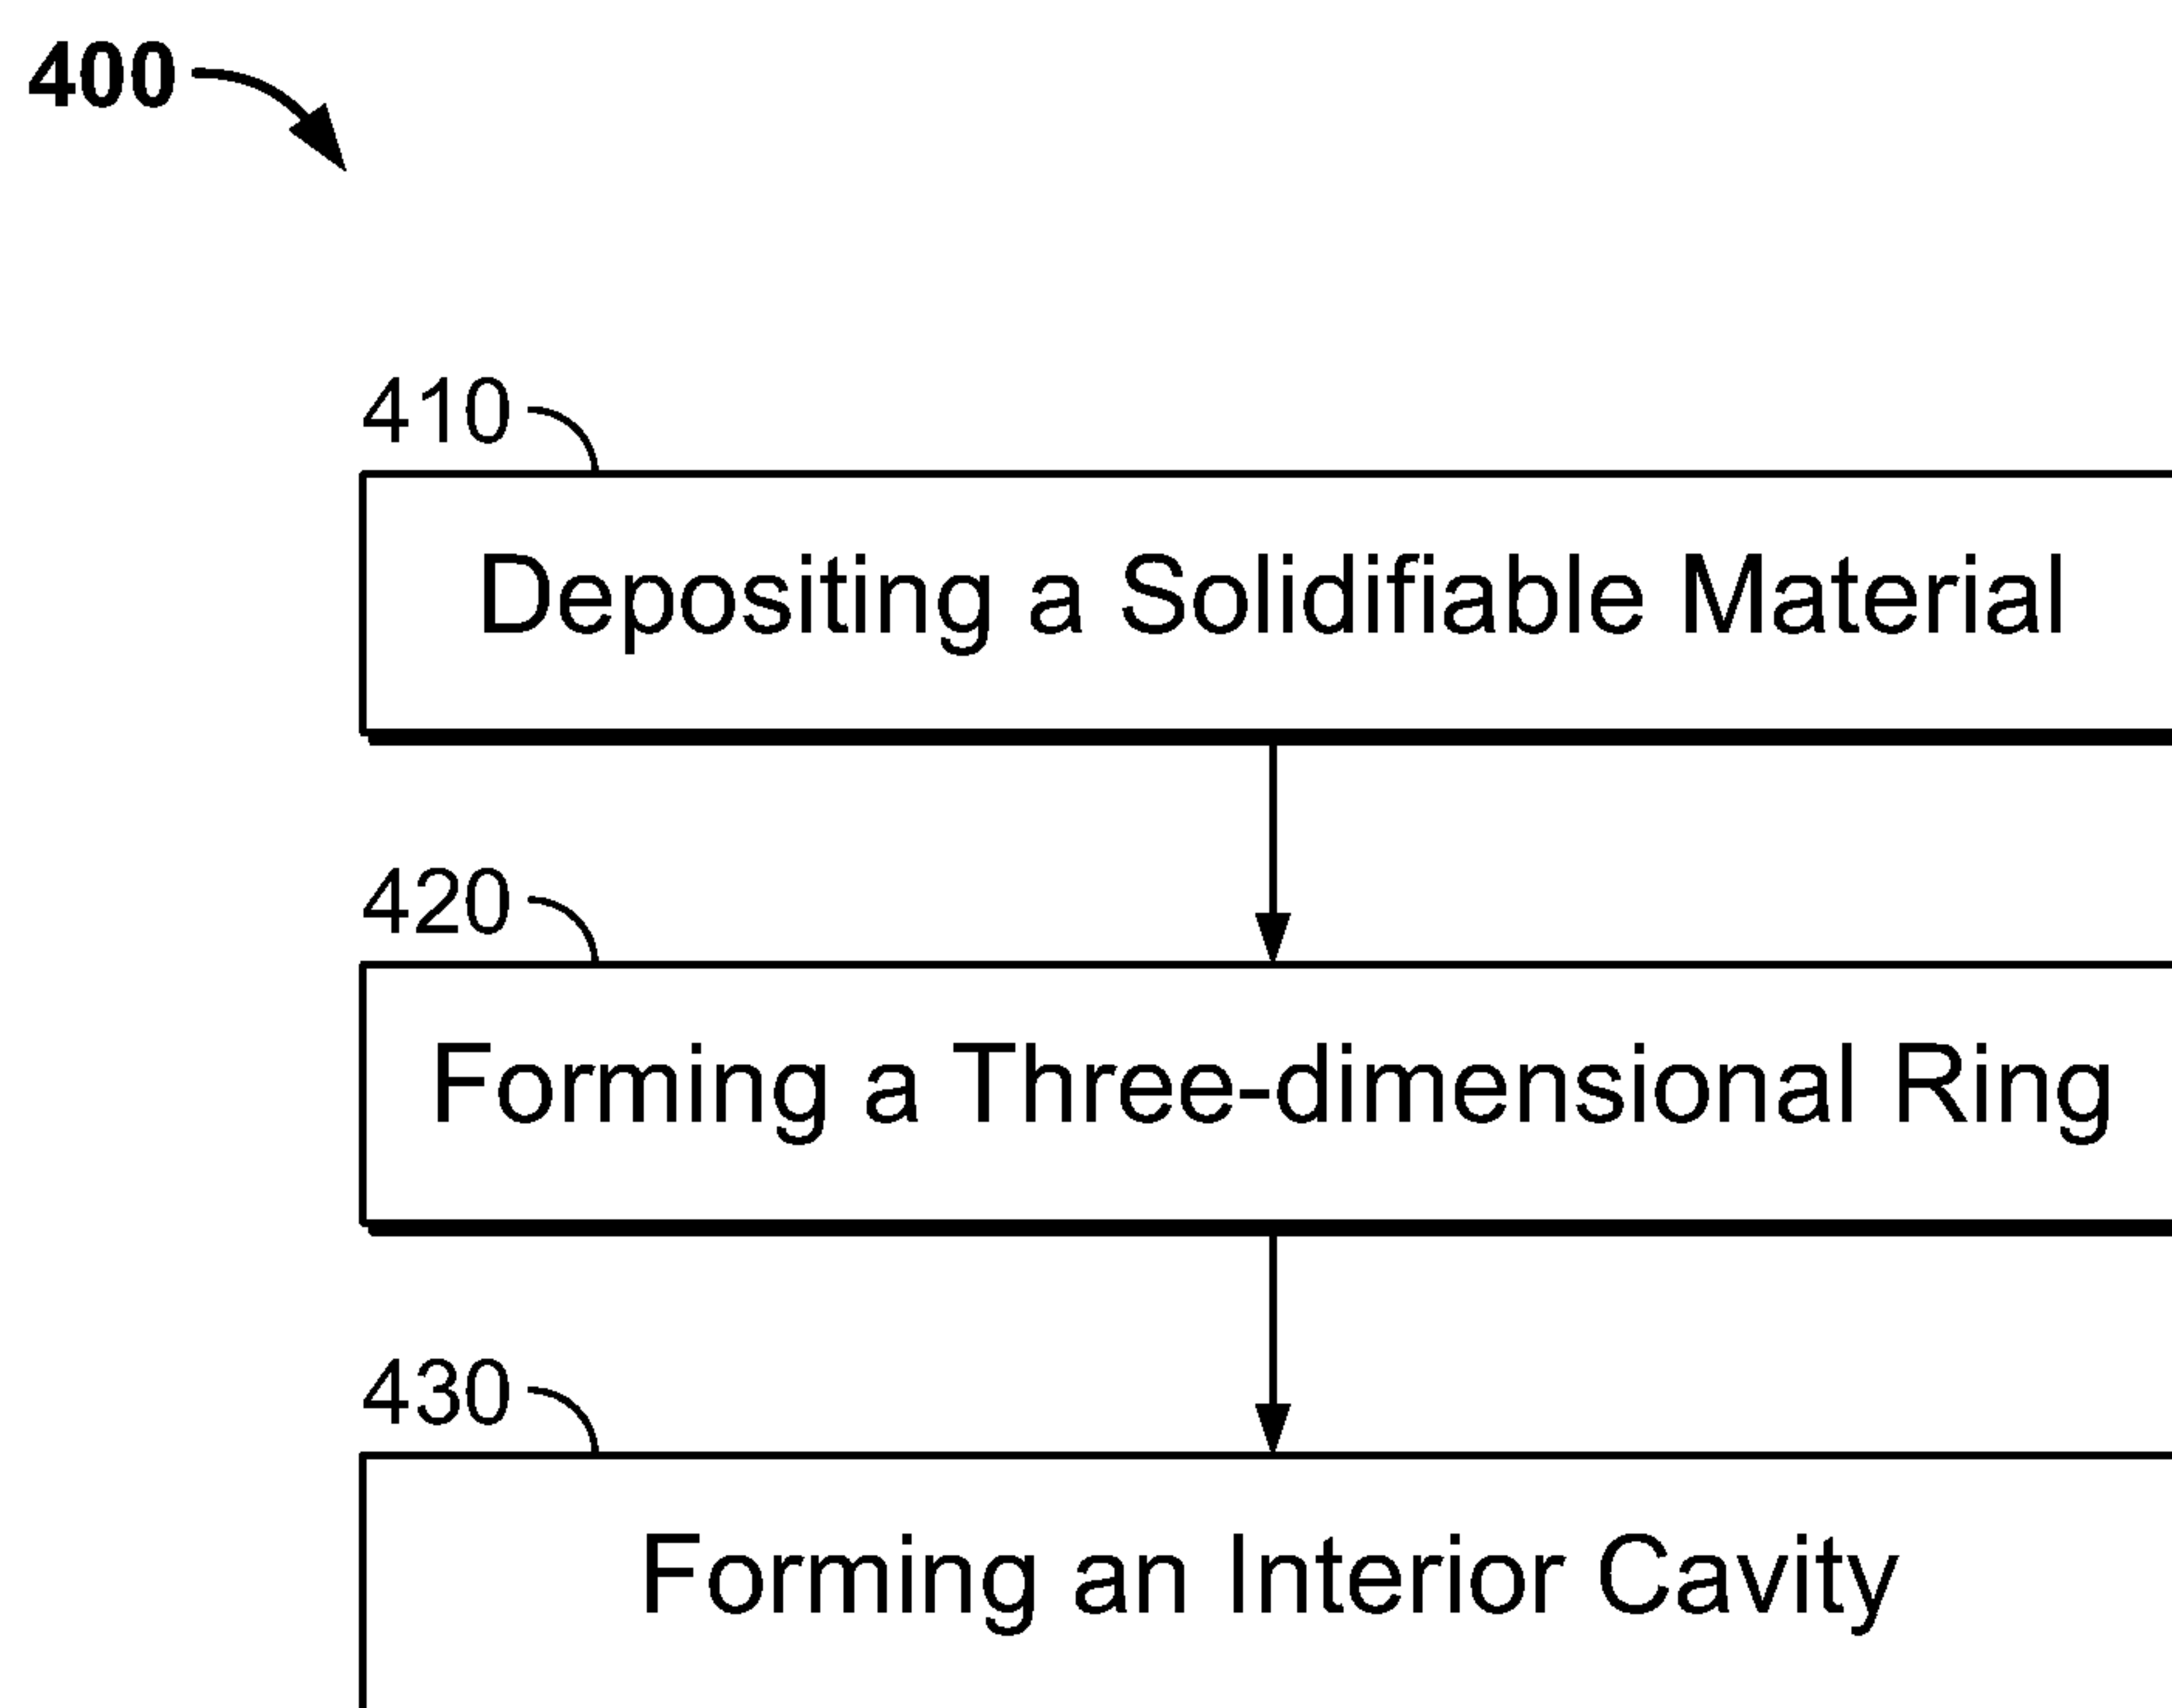 400
410
Depositing a Solidifiable Material
420
Forming a Three-dimensional Ring
430
Forming an Interior Cavity